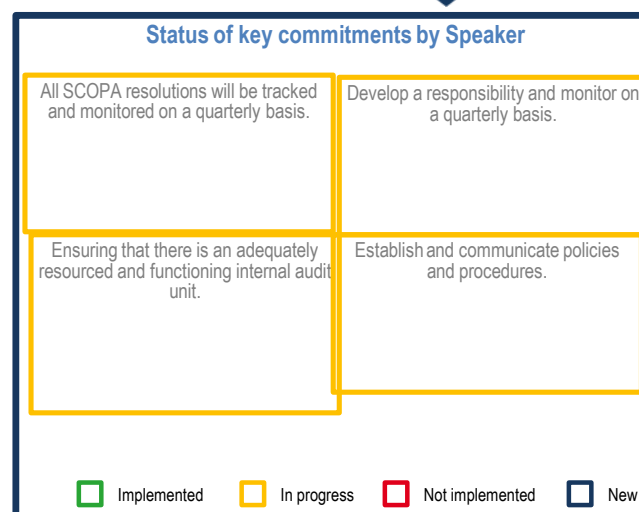 Status of key commitments by Speaker
All SCOPA resolutions will be tracked
and monitored on a quarterly basis.
Develop a responsibility and monitor on
a quarterly basis.
Ensuring that there is an adequately
resourced and functioning internal audit
unit.
Establish and communicate policies
and procedures.
Implemented
In progress
Not implemented
New